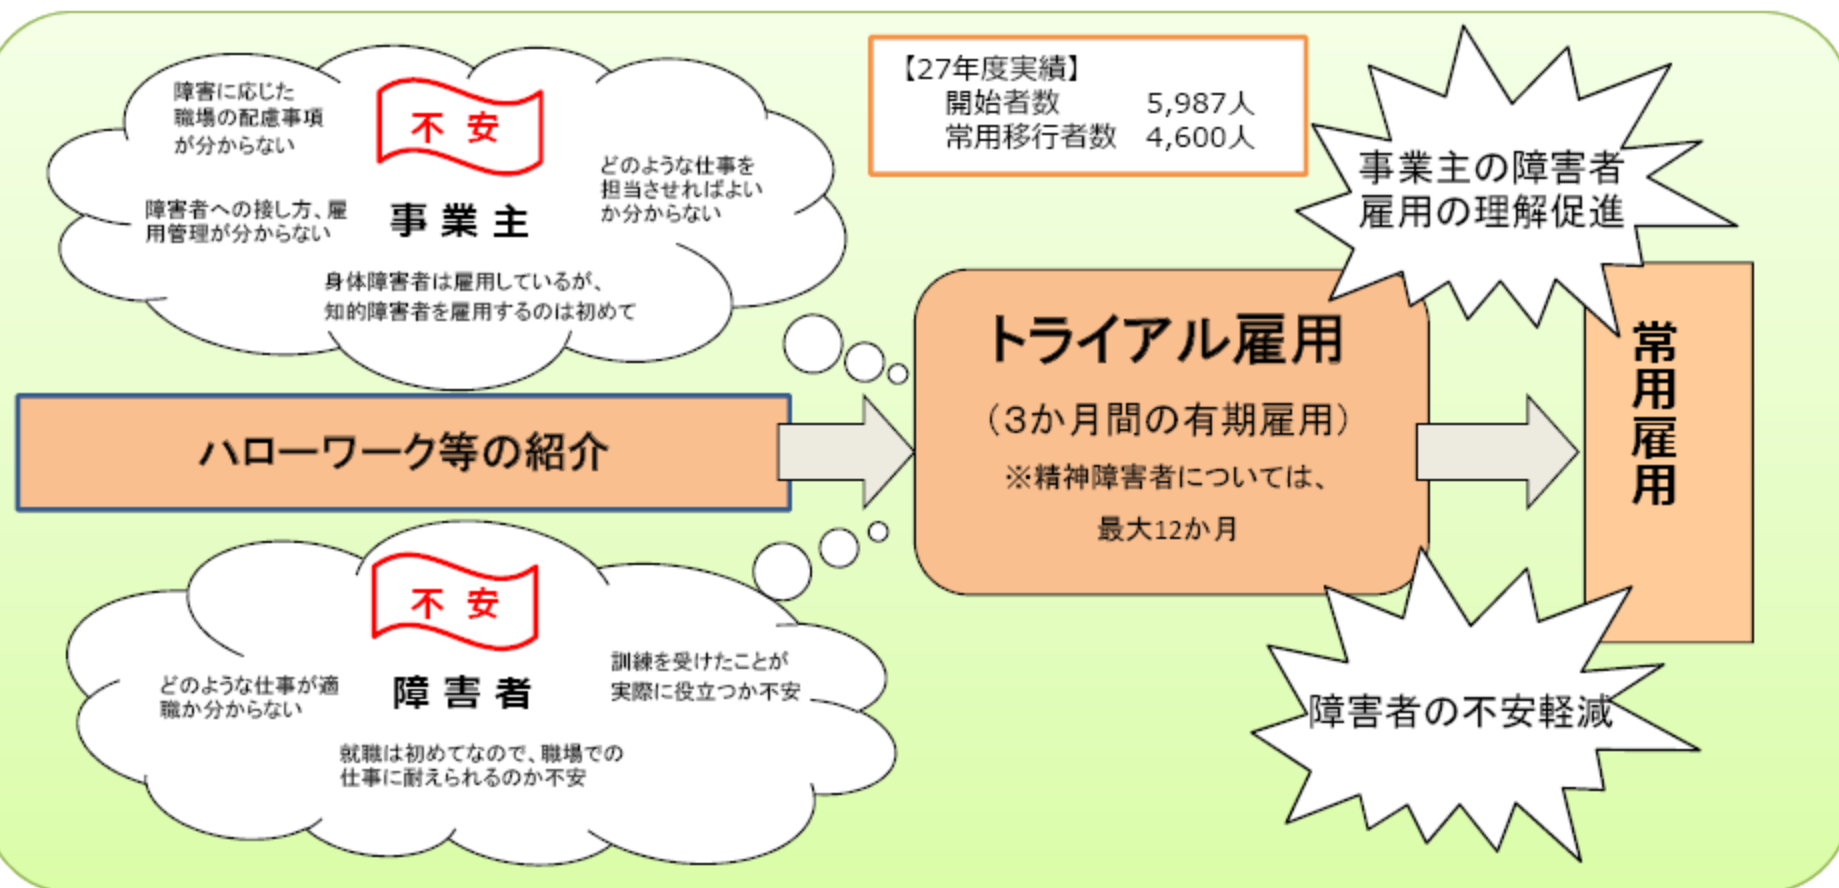 障害に応じた
職場の配慮事項
が分からない
不安
どのような仕事を
担当させればよい
か分からない
障害者への接し方、雇
用管理が分からない
事業主
身体障害者は雇用しているが、
知的障害者を雇用するのは初めて
【27年度実績】
開始者数 5,987人
常用移行者数 4,600人
事業主の障害者
雇用の理解促進
ハローワーク等の紹介
トライアル雇用
（３か月間の有期雇用）
※精神障害者については、
最大12か月
常用雇用
不安
障害者
どのような仕事が適
職か分からない
訓練を受けたことが
実際に役立つか不安
就職は初めてなので、職場での
仕事に耐えられるのか不安
障害者の不安軽減